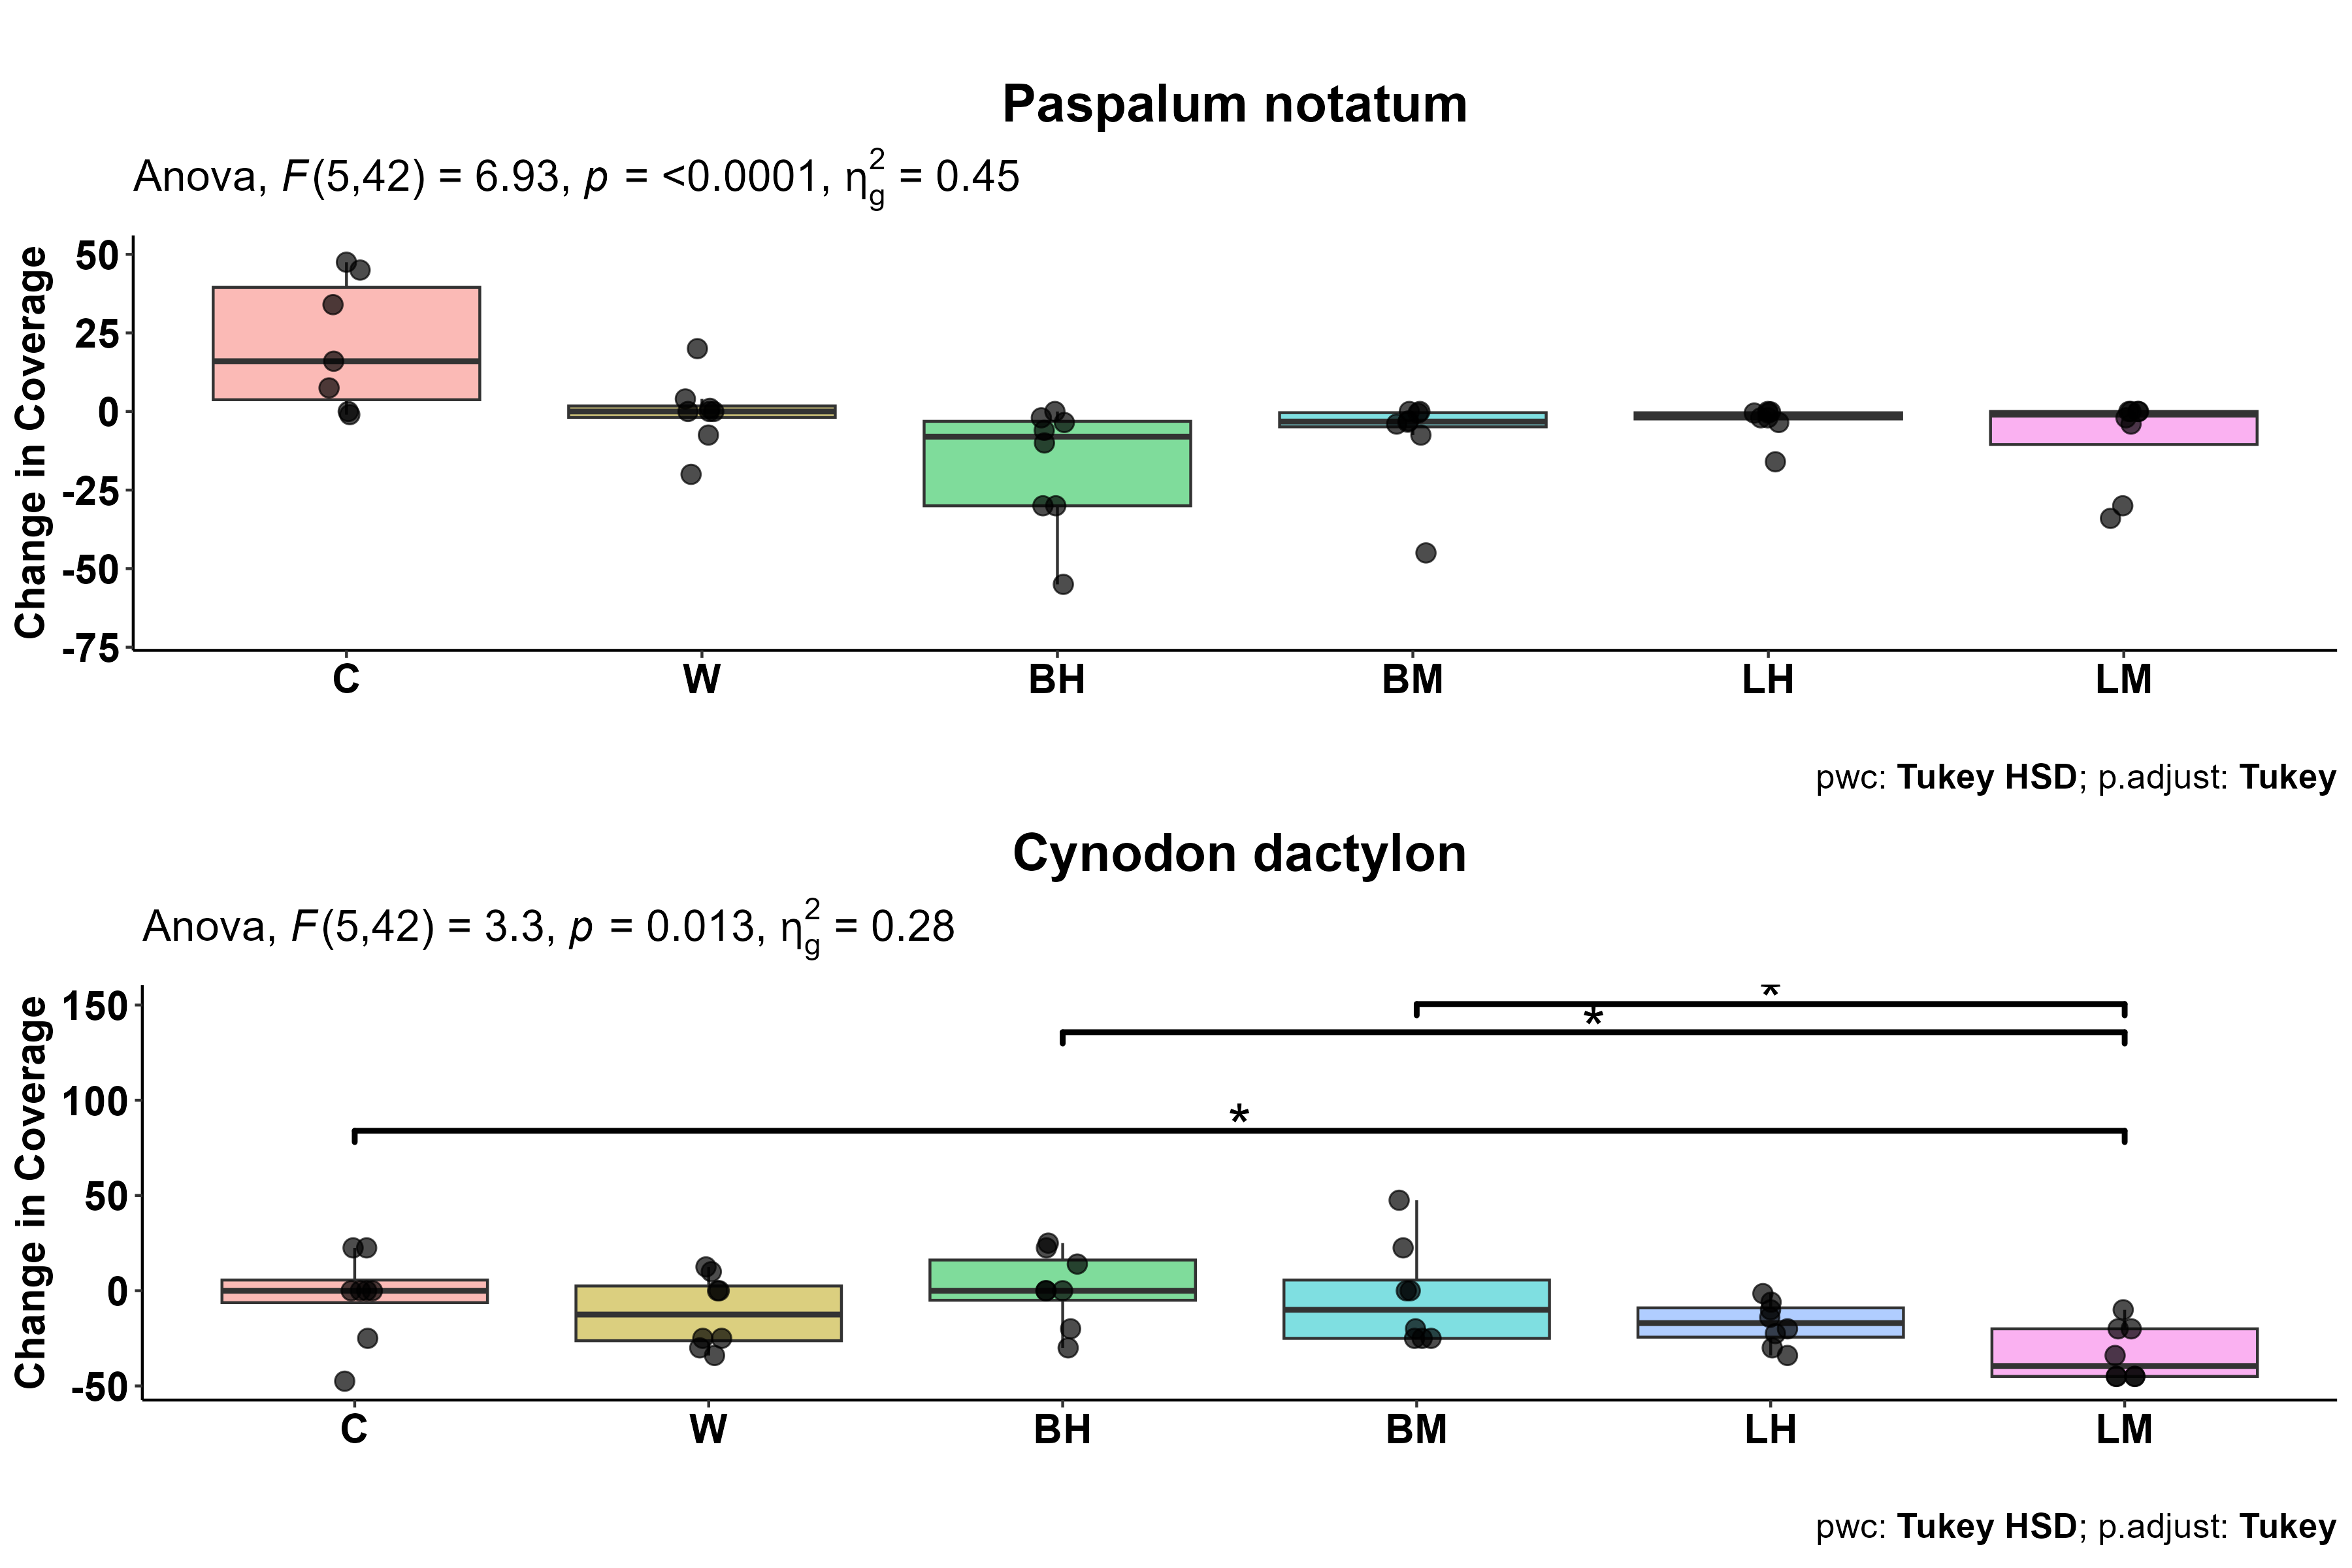 Paspalum notatum
Anova, F(5,42) = 6.93, p = <0.0001, η²g = 0.45
Change in Coverage
50
25
0
-25
-50
-75
C W BH BM LH LM
pwc: Tukey HSD; p.adjust: Tukey
Cynodon dactylon
Anova, F(5,42) = 3.3, p = 0.013, η²g = 0.28
Change in Coverage
150
100
50
0
-50
*
*
*
C W BH BM LH LM
pwc: Tukey HSD; p.adjust: Tukey